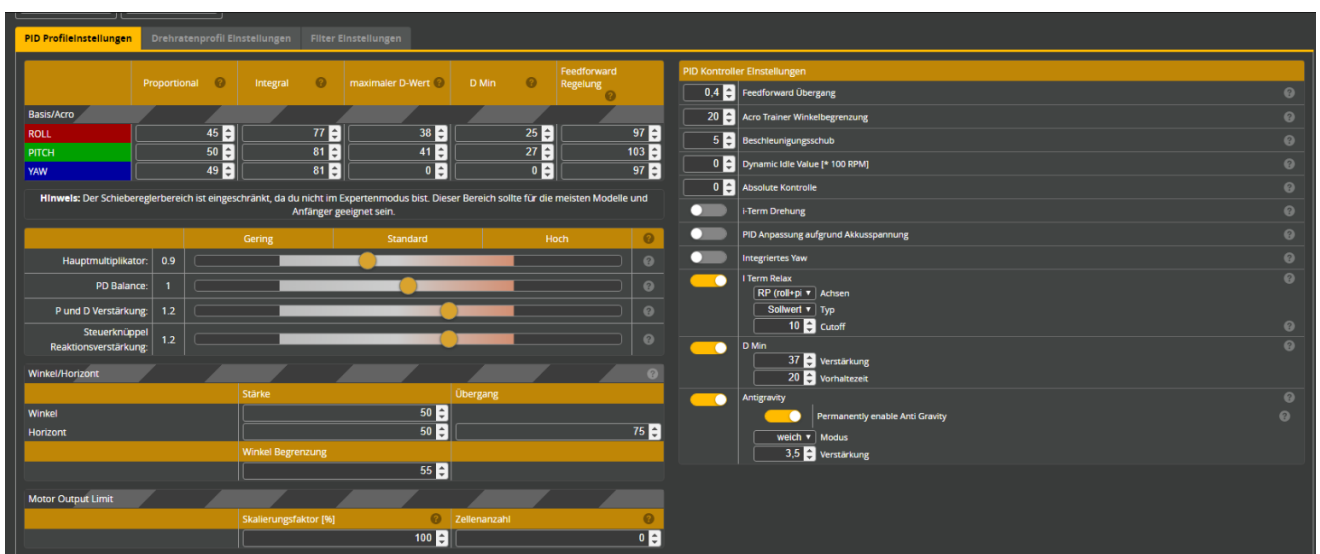 PID Profileinstellungen Drehratenprofil Einstellungen Filter Einstellungen
Proportional Integral maximaler D-Wert D Min Feedforward Regelung
Basis/Acro
ROLL 45 77 38 25 97
PITCH 50 81 41 27 103
YAW 49 81 0 0 97
Hinweis: Der Schiebereglerbereich ist eingeschränkt, da du nicht im Expertenmodus bist. Dieser Bereich sollte für die meisten Modelle und
Anfänger geeignet sein.
Gering Standard Hoch
Hauptmultiplikator: 0.9
PD Balance: 1
P und D Verstärkung: 1.2
Steuerknüppel
Reaktionsverstärkung: 1.2
Winkel/Horizont
Stärke Übergang
Winkel 50
Horizont 50 75
Winkel Begrenzung
55
Motor Output Limit
Skalierungsfaktor [%] Zellenanzahl
100 0
PID Kontroller Einstellungen
0,4 Feedforward Übergang
20 Acro Trainer Winkelbegrenzung
5 Beschleunigungsschub
0 Dynamic Idle Value [* 100 RPM]
0 Absolute Kontrolle
i-Term Drehung
PID Anpassung aufgrund Akkusspannung
Integriertes Yaw
I Term Relax
RP (roll+pi Achsen
Sollwert Typ
10 Cutoff
D Min
37 Verstärkung
20 Vorhaltezeit
Antigravity
Permanently enable Anti Gravity
weich Modus
3,5 Verstärkung